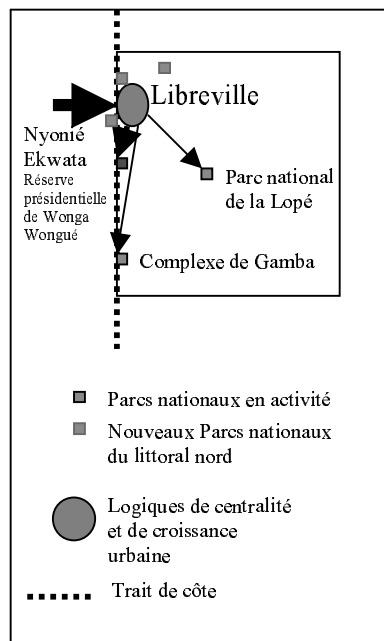 Libreville
Nyonié
Ekwata
Réserve
présidentielle
de Wonga
Wongué
Parc national
de la Lopé
Complexe de Gamba
Parcs nationaux en activité
Nouveaux Parcs nationaux
du littoral nord
Logiques de centralité
et de croissance
urbaine
Trait de côte